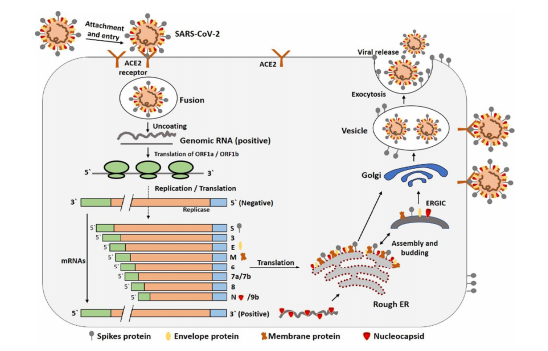 Attachment
and entry
SARS-CoV-2
ACE2
receptor
ACE2
Viral release
Exocytosis
Fusion
Uncoating
Genomic RNA (positive)
Translation of ORF1a / ORF1b
5` 3`
Replication / Translation
3` 5` (Negative)
Replicase
Vesicle
Golgi
ERGIC
Assembly and
budding
mRNAs
5` S
5` 3
5` E
5` M
5` 6
5` 7a/7b
5` 8
5` N /9b
Translation
Rough ER
5` 3` (Positive)
Spikes protein Envelope protein Membrane protein Nucleocapsid